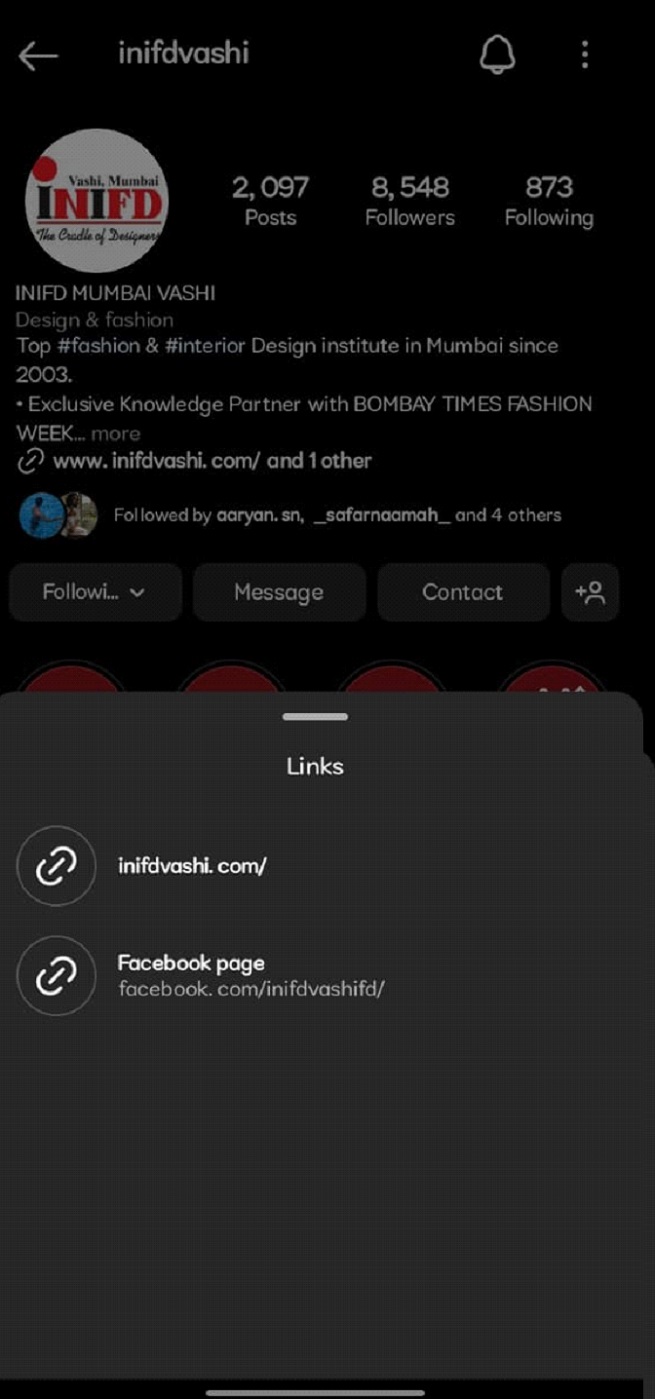 inifdvashi
Vashi, Mumbai
INIFD
The Cradle of Designers
2,097
Posts
8,548
Followers
873
Following
INIFD MUMBAI VASHI
Design & fashion
Top #fashion & #interior Design institute in Mumbai since
2003.
• Exclusive Knowledge Partner with BOMBAY TIMES FASHION
WEEK... more
www.inifdvashi.com/ and 1 other
Followed by aaryan.sn, _safarnaamah_ and 4 others
Followi...
Message
Contact
Links
inifdvashi.com/
Facebook page
facebook.com/inifdvashifd/